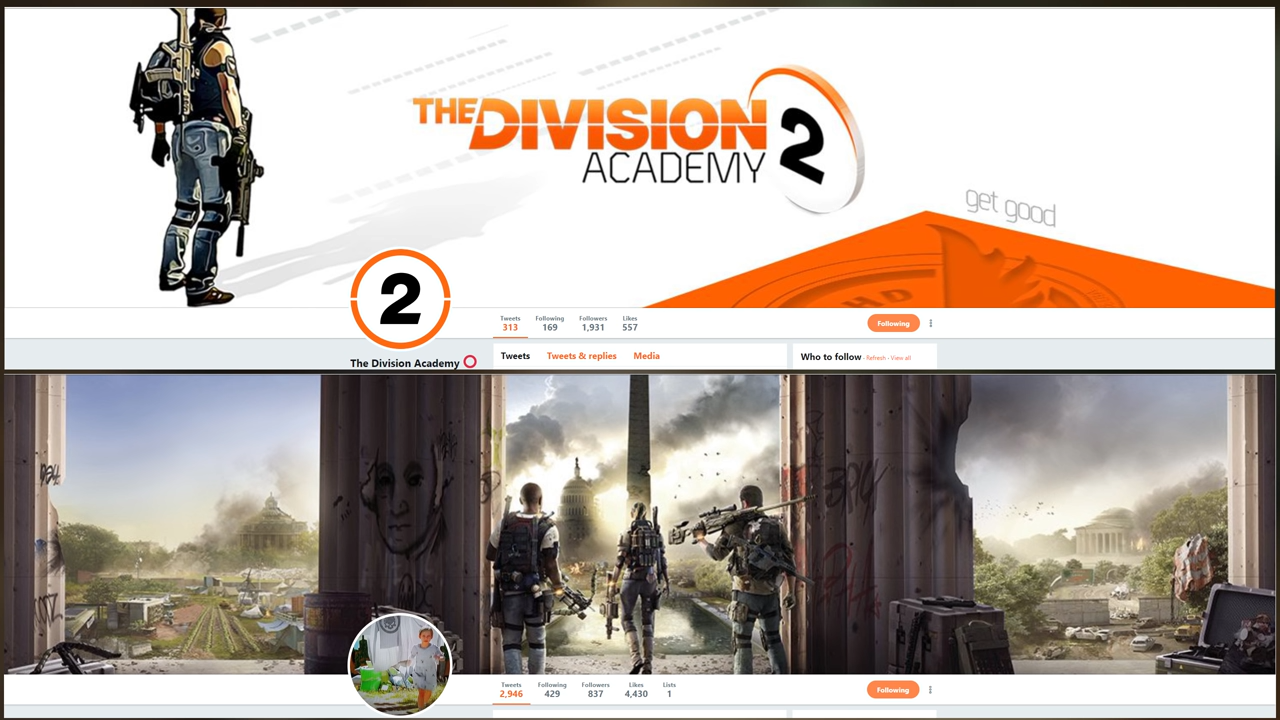 THE DIVISION 2
ACADEMY
get good
HD
2
Tweets Following Followers Likes
313 169 1,931 557
Following
The Division Academy
Tweets Tweets & replies Media
Who to follow · Refresh · View all
Tweets Following Followers Likes Lists
2,946 429 837 4,430 1
Following